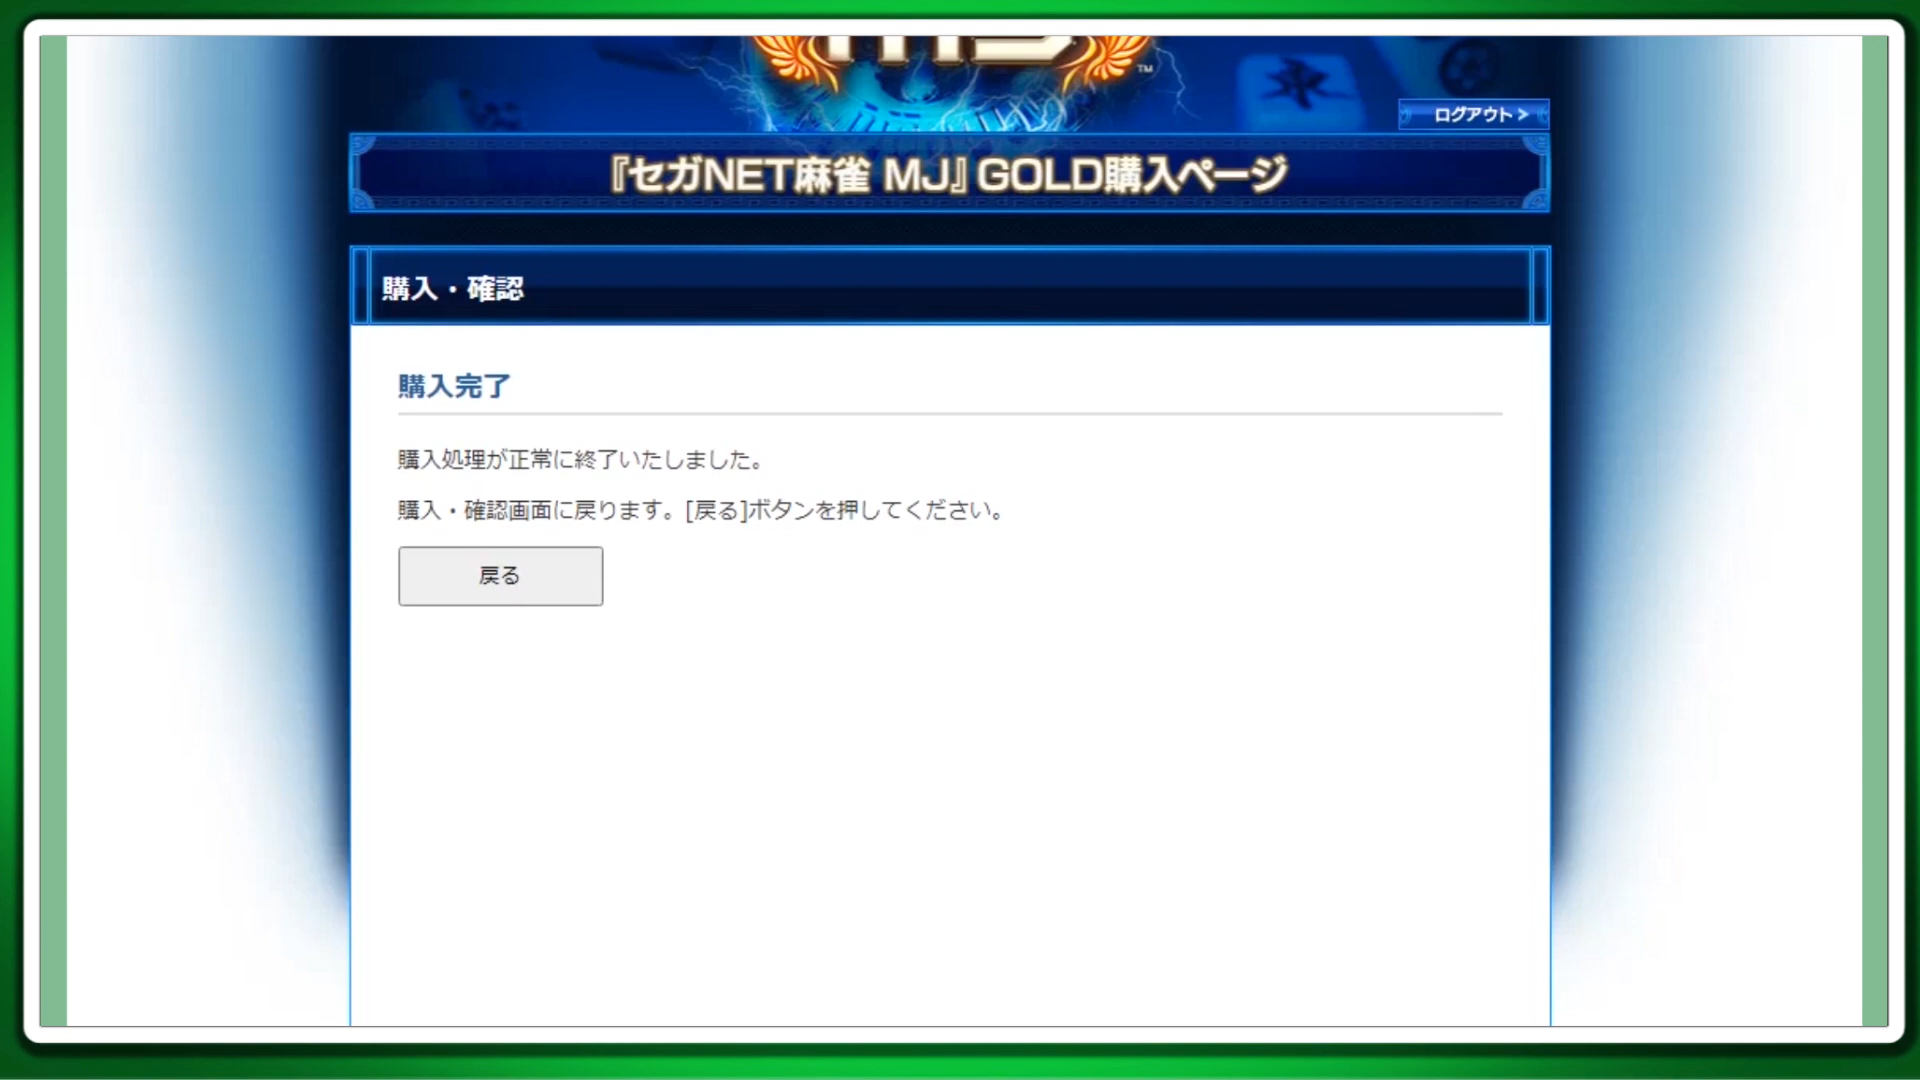 TM
ログアウト >
『セガNET麻雀 MJ』GOLD購入ページ
購入・確認
購入完了
購入処理が正常に終了いたしました。
購入・確認画面に戻ります。[戻る]ボタンを押してください。
戻る